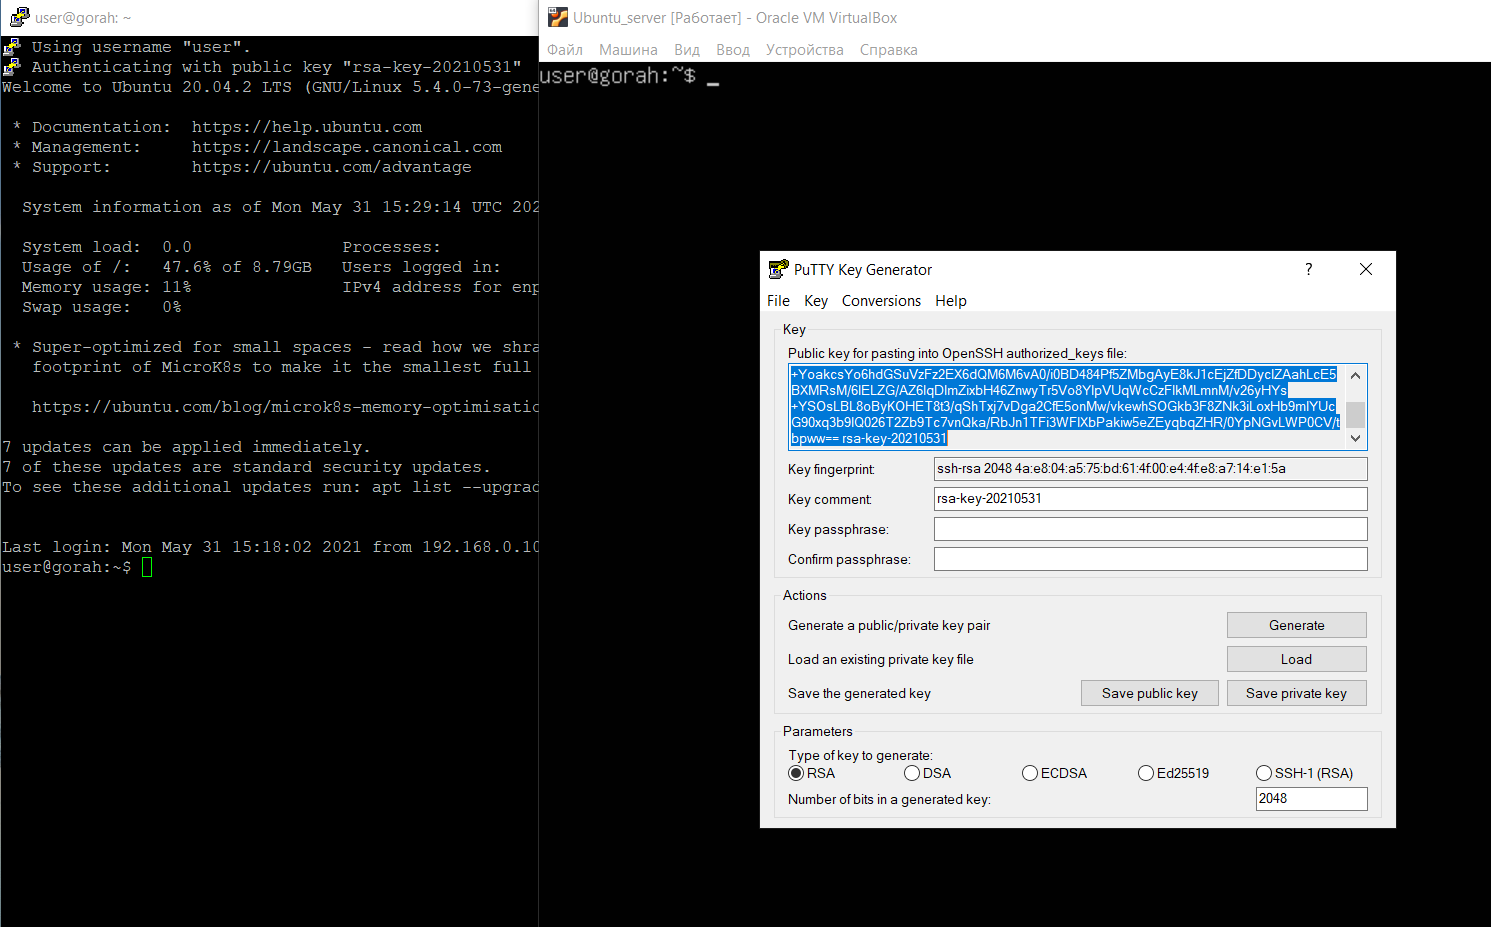 user@gorah: ~
Using username "user".
Authenticating with public key "rsa-key-20210531"
Welcome to Ubuntu 20.04.2 LTS (GNU/Linux 5.4.0-73-gene
* Documentation: https://help.ubuntu.com
* Management: https://landscape.canonical.com
* Support: https://ubuntu.com/advantage
System information as of Mon May 31 15:29:14 UTC 202
System load: 0.0 Processes:
Usage of /: 47.6% of 8.79GB Users logged in:
Memory usage: 11% IPv4 address for enp
Swap usage: 0%
* Super-optimized for small spaces - read how we shra
footprint of MicroK8s to make it the smallest full
https://ubuntu.com/blog/microk8s-memory-optimisatio
7 updates can be applied immediately.
7 of these updates are standard security updates.
To see these additional updates run: apt list --upgrad
Last login: Mon May 31 15:18:02 2021 from 192.168.0.10
user@gorah:~$
Ubuntu_server [Работает] - Oracle VM VirtualBox
Файл Машина Вид Ввод Устройства Справка
user@gorah:~$ _
PuTTY Key Generator
? ×
File Key Conversions Help
Key
Public key for pasting into OpenSSH authorized_keys file:
+YoakcsYo6hdGSuVzFz2EX6dQM6M6vA0/i0BD484Pf5ZMbgAyE8kJ1cEjZfDDyclZAahLcE5
BXMRsM/6lELZG/AZ6lqDlmZixbH46ZnwyTr5Vo8YlpVUqWcCzFlkMLmnM/v26yHYs
+YSOsLBL8oByKOHET8t3/qShTxj7vDga2CfE5onMw/vkewhSOGkb3F8ZNk3iLoxHb9mlYUc
G90xq3b9lQ026T2Zb9Tc7vnQka/RbJn1TFi3WFlXbPakiw5eZEyqbqZHR/0YpNGvLWP0CV/t
bpww== rsa-key-20210531
Key fingerprint: ssh-rsa 2048 4a:e8:04:a5:75:bd:61:4f:00:e4:4f:e8:a7:14:e1:5a
Key comment: rsa-key-20210531
Key passphrase:
Confirm passphrase:
Actions
Generate a public/private key pair Generate
Load an existing private key file Load
Save the generated key Save public key Save private key
Parameters
Type of key to generate:
RSA DSA ECDSA Ed25519 SSH-1 (RSA)
Number of bits in a generated key: 2048